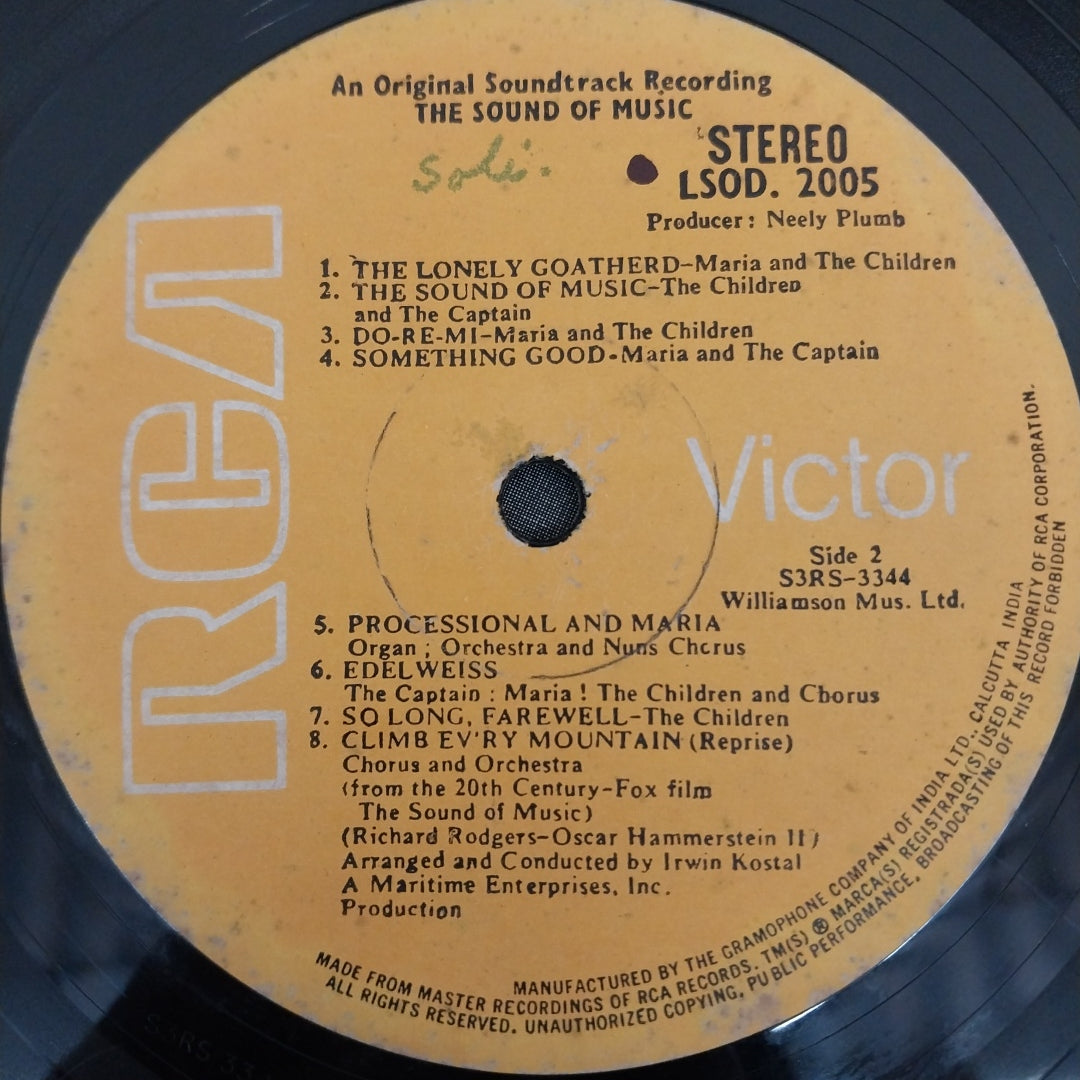 An Original Soundtrack Recording
THE SOUND OF MUSIC
STEREO
LSOD. 2005
Producer: Neely Plumb
1. THE LONELY GOATHERD-Maria and The Children
2. THE SOUND OF MUSIC-The Children
and The Captain
3. DO-RE-MI-Maria and The Children
4. SOMETHING GOOD-Maria and The Captain
RCA
Victor
Side 2
S3RS-3344
Williamson Mus. Ltd.
5. PROCESSIONAL AND MARIA
Organ ; Orchestra and Nuns Chorus
6. EDELWEISS
The Captain : Maria ! The Children and Chorus
7. SO LONG, FAREWELL-The Children
8. CLIMB EV'RY MOUNTAIN (Reprise)
Chorus and Orchestra
(from the 20th Century-Fox film
The Sound of Music)
(Richard Rodgers-Oscar Hammerstein II)
Arranged and Conducted by Irwin Kostal
A Maritime Enterprises, Inc.
Production
MANUFACTURED BY THE GRAMOPHONE COMPANY OF INDIA LTD., CALCUTTA INDIA
MADE FROM MASTER RECORDINGS OF RCA RECORDS. TM(S) ® MARCA(S) REGISTRADA(S) USED BY AUTHORITY OF RCA CORPORATION.
ALL RIGHTS RESERVED. UNAUTHORIZED COPYING, PUBLIC PERFORMANCE, BROADCASTING OF THIS RECORD FORBIDDEN